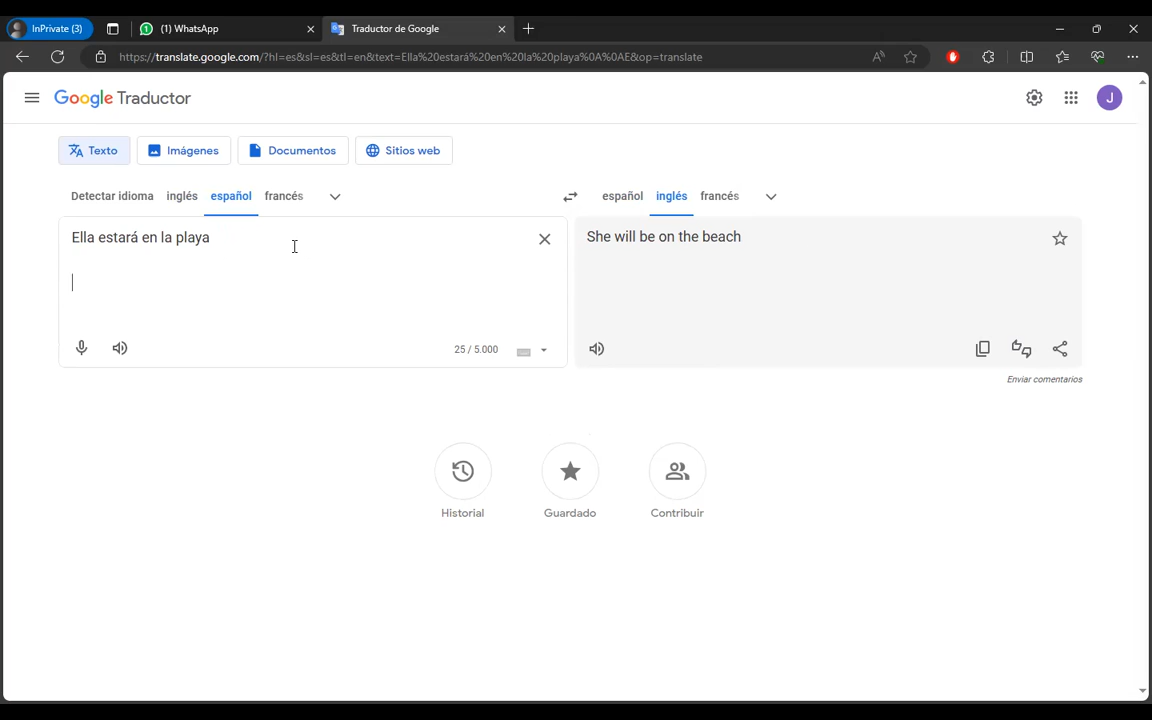 InPrivate (3)
(1) WhatsApp
Traductor de Google
https://translate.google.com/?hl=es&sl=es&tl=en&text=Ella%20estará%20en%20la%20playa%0A%0AE&op=translate
Google Traductor
J
Texto
Imágenes
Documentos
Sitios web
Detectar idioma inglés español francés
español inglés francés
Ella estará en la playa
She will be on the beach
25 / 5.000
Enviar comentarios
Historial
Guardado
Contribuir